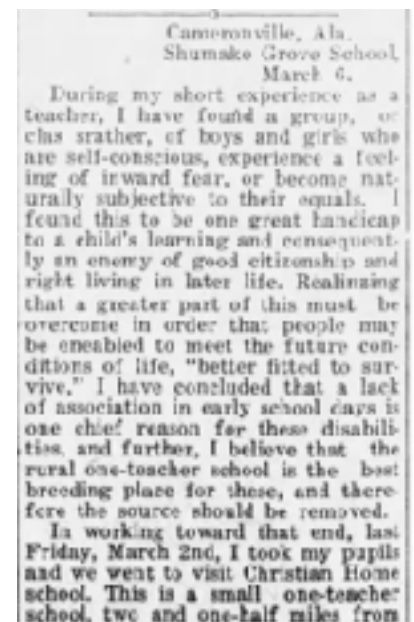 Cameronville, Ala.
Shumake Grove School,
March 6.
During my short experience as a
teacher, I have found a group, or
clas srather, of boys and girls who
are self-conscious, experience a feel-
ing of inward fear, or become nat-
urally subjective to their equals. I
found this to be one great handicap
to a child's learning and consequent-
ly an enemy of good citizenship and
right living in later life. Realinzing
that a greater part of this must be
overcome in order that people may
be eneabled to meet the future con-
ditions of life, "better fitted to sur-
vive." I have concluded that a lack
of association in early school days is
one chief reason for these disabili-
ties, and further, I believe that the
rural one-teacher school is the best
breeding place for these, and there-
fore the source should be removed.
In working toward that end, last
Friday, March 2nd, I took my pupils
and we went to visit Christian Home
school. This is a small one-teacher
school, two and one-half miles from